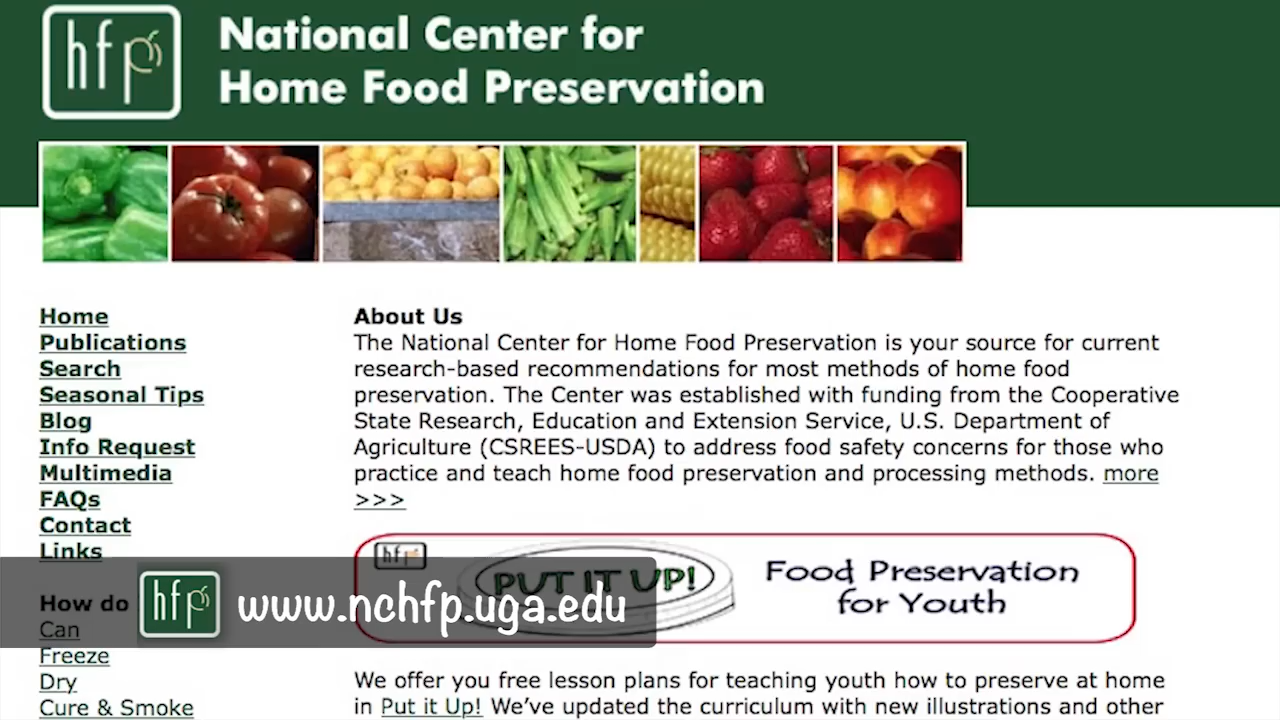 hfp
National Center for
Home Food Preservation
Home
Publications
Search
Seasonal Tips
Blog
Info Request
Multimedia
FAQs
Contact
Links
How do
Can
Freeze
Dry
Cure & Smoke
About Us
The National Center for Home Food Preservation is your source for current
research-based recommendations for most methods of home food
preservation. The Center was established with funding from the Cooperative
State Research, Education and Extension Service, U.S. Department of
Agriculture (CSREES-USDA) to address food safety concerns for those who
practice and teach home food preservation and processing methods. more
>>>
hfp
PUT IT UP!
Food Preservation
for Youth
We offer you free lesson plans for teaching youth how to preserve at home
in Put it Up! We've updated the curriculum with new illustrations and other
hfp
www.nchfp.uga.edu